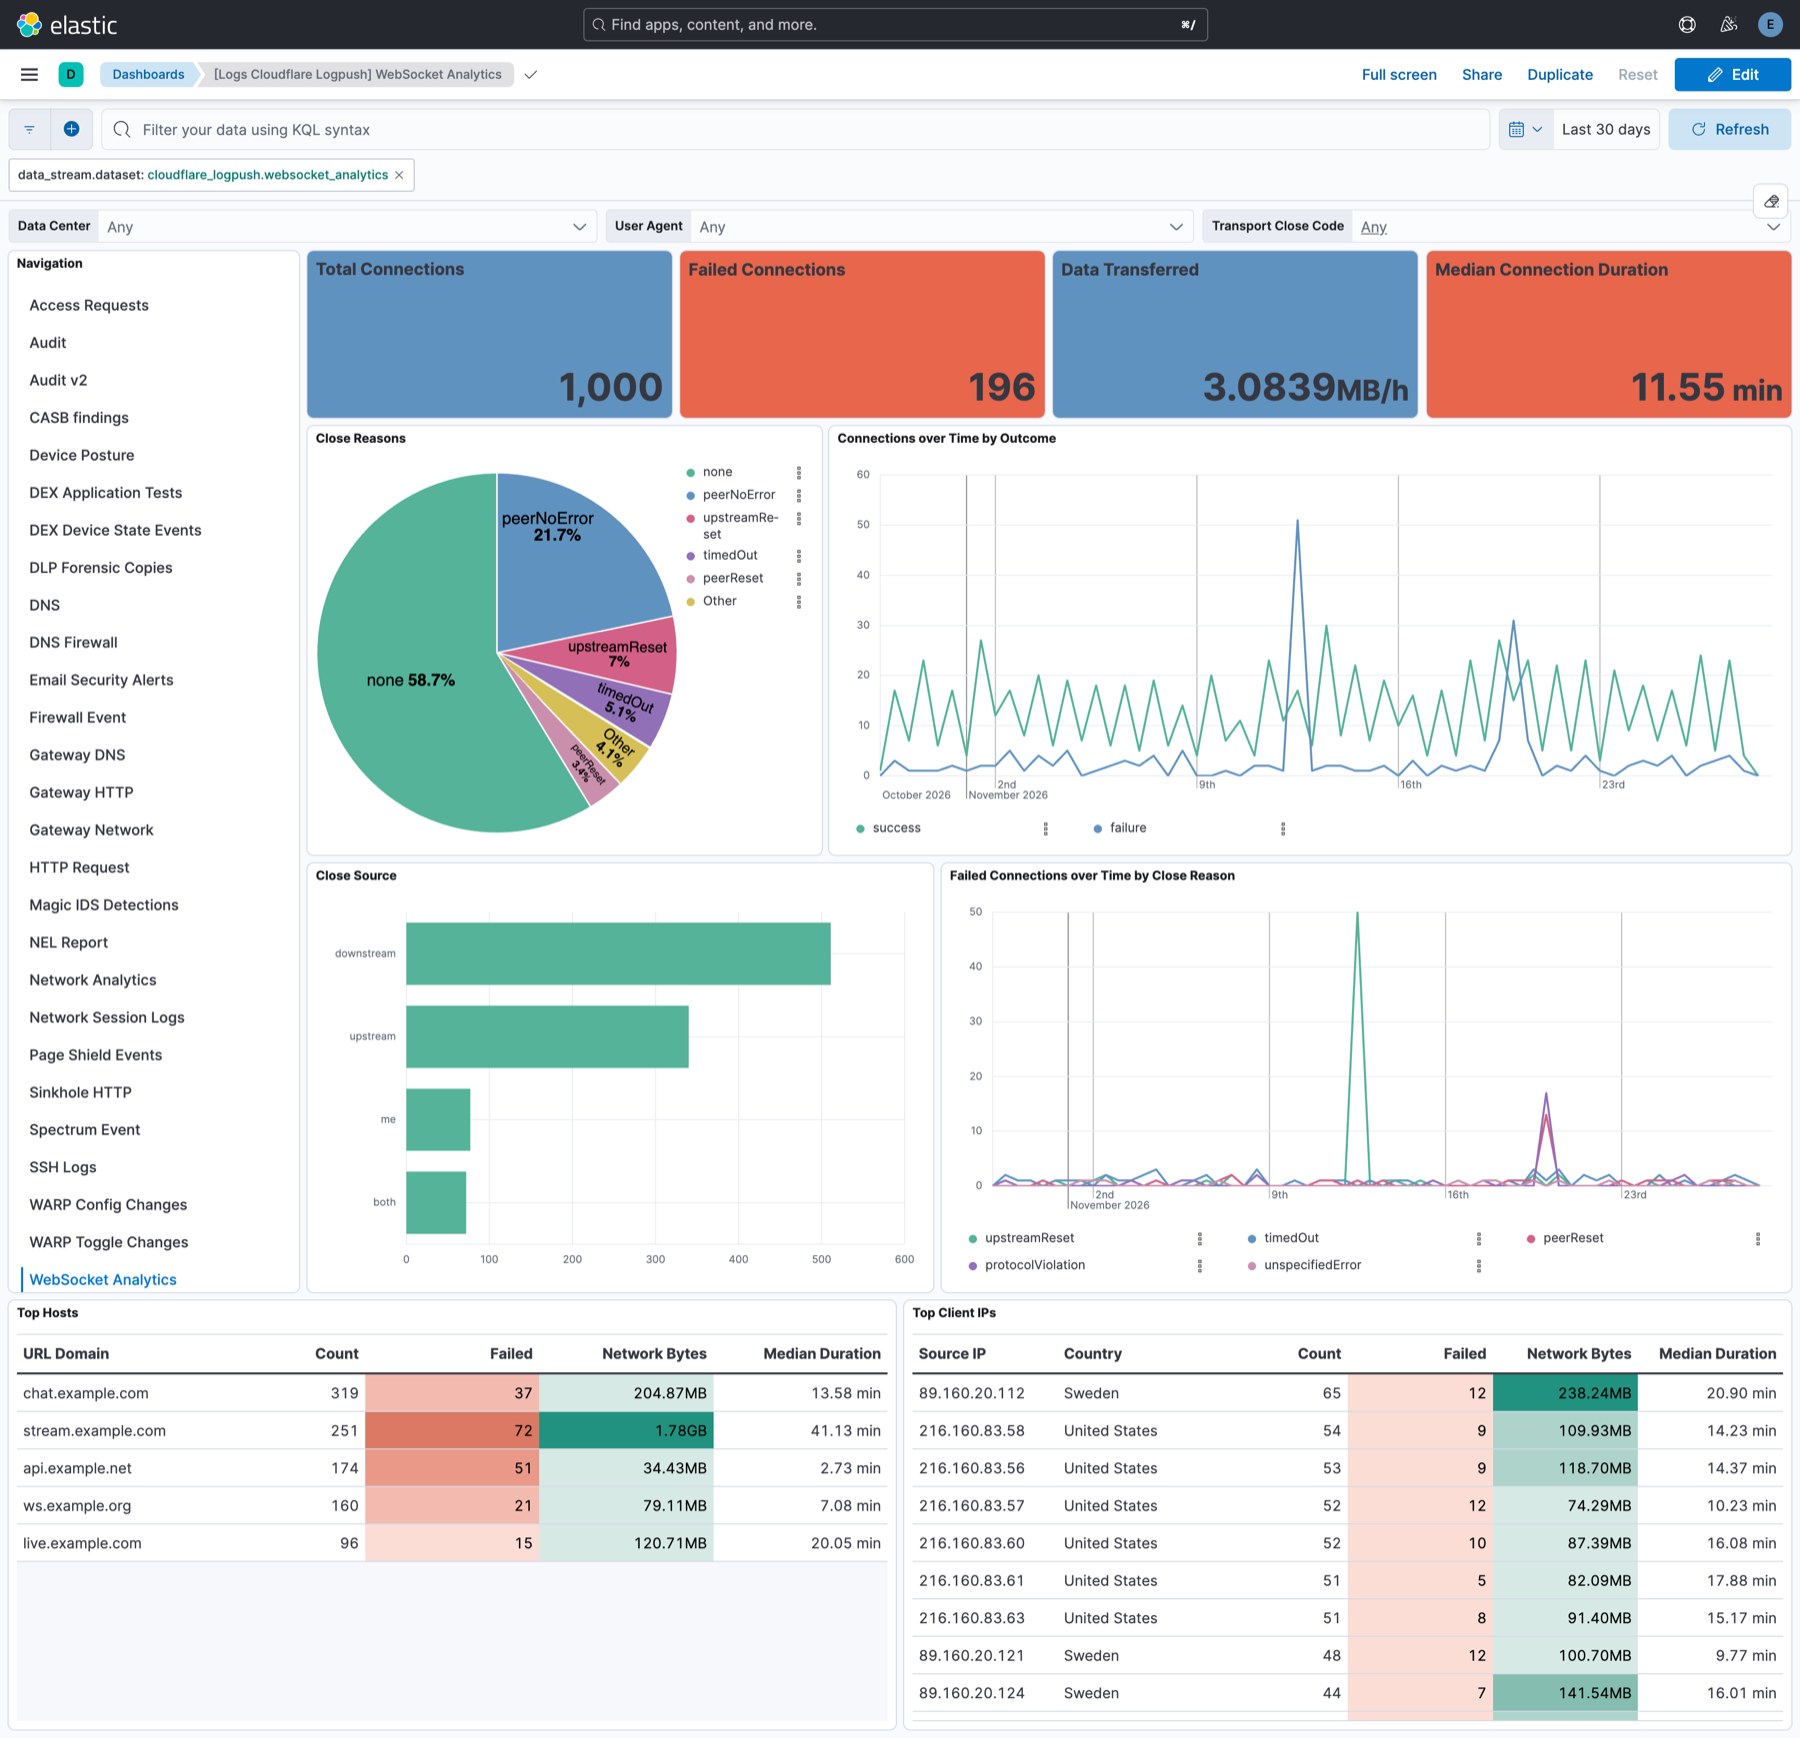 elastic
Find apps, content, and more.
⌘/
E
D
Dashboards
[Logs Cloudflare Logpush] WebSocket Analytics
Full screen
Share
Duplicate
Reset
Edit
Filter your data using KQL syntax
Last 30 days
Refresh
data_stream.dataset: cloudflare_logpush.websocket_analytics
Data Center Any
User Agent Any
Transport Close Code Any
Navigation
Access Requests
Audit
Audit v2
CASB findings
Device Posture
DEX Application Tests
DEX Device State Events
DLP Forensic Copies
DNS
DNS Firewall
Email Security Alerts
Firewall Event
Gateway DNS
Gateway HTTP
Gateway Network
HTTP Request
Magic IDS Detections
NEL Report
Network Analytics
Network Session Logs
Page Shield Events
Sinkhole HTTP
Spectrum Event
SSH Logs
WARP Config Changes
WARP Toggle Changes
WebSocket Analytics
Total Connections
1,000
Failed Connections
196
Data Transferred
3.0839MB/h
Median Connection Duration
11.55 min
Close Reasons
peerNoError
21.7%
upstreamReset
7%
timedOut
5.1%
Other
4.1%
peerReset
3.4%
none 58.7%
none
peerNoError
upstreamRe-
set
timedOut
peerReset
Other
Connections over Time by Outcome
60
50
40
30
20
10
0
2nd
9th
16th
23rd
October 2026
November 2026
success
failure
Close Source
downstream
upstream
me
both
0
100
200
300
400
500
600
Failed Connections over Time by Close Reason
50
40
30
20
10
0
2nd
9th
16th
23rd
November 2026
upstreamReset
timedOut
peerReset
protocolViolation
unspecifiedError
Top Hosts
URL Domain Count Failed Network Bytes Median Duration
chat.example.com 319 37 204.87MB 13.58 min
stream.example.com 251 72 1.78GB 41.13 min
api.example.net 174 51 34.43MB 2.73 min
ws.example.org 160 21 79.11MB 7.08 min
live.example.com 96 15 120.71MB 20.05 min
Top Client IPs
Source IP Country Count Failed Network Bytes Median Duration
89.160.20.112 Sweden 65 12 238.24MB 20.90 min
216.160.83.58 United States 54 9 109.93MB 14.23 min
216.160.83.56 United States 53 9 118.70MB 14.37 min
216.160.83.57 United States 52 12 74.29MB 10.23 min
216.160.83.60 United States 52 10 87.39MB 16.08 min
216.160.83.61 United States 51 5 82.09MB 17.88 min
216.160.83.63 United States 51 8 91.40MB 15.17 min
89.160.20.121 Sweden 48 12 100.70MB 9.77 min
89.160.20.124 Sweden 44 7 141.54MB 16.01 min